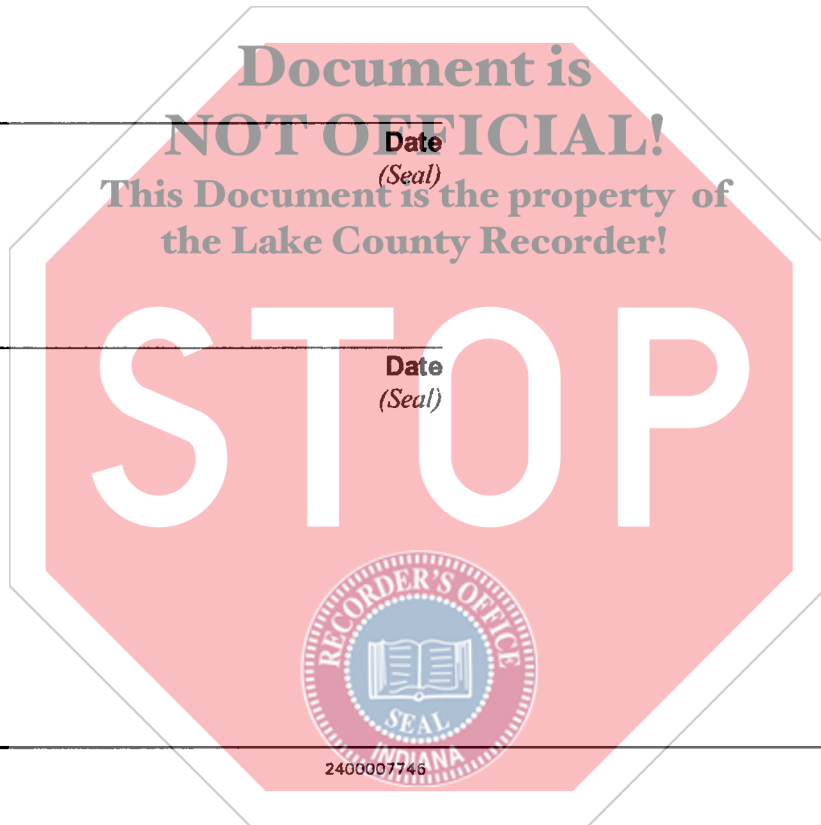 Document is
NOT OFFICIAL!
Date
(Seal)
This Document is the property of
the Lake County Recorder!
STOP
Date
(Seal)
RECORDER'S OFFICE
SEAL
INDIANA
2400007746